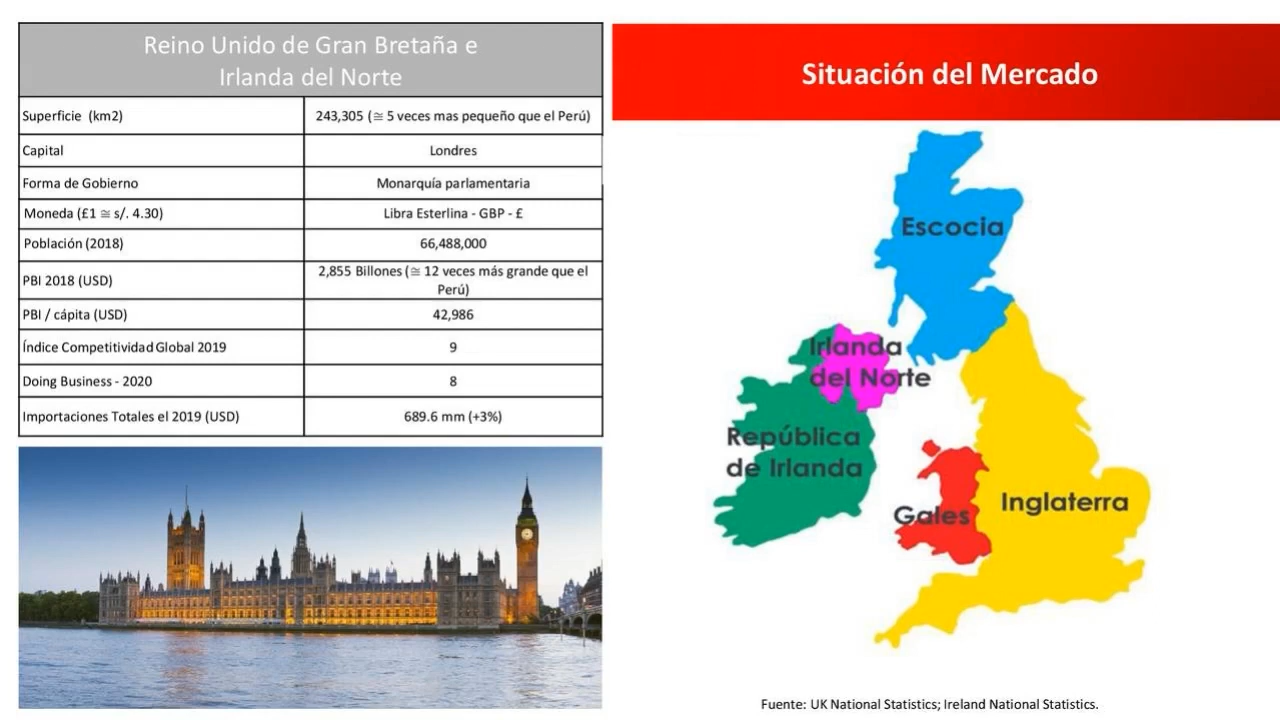 Reino Unido de Gran Bretaña e
Irlanda del Norte
Superficie (km2) 243,305 (≅ 5 veces mas pequeño que el Perú)
Capital Londres
Forma de Gobierno Monarquía parlamentaria
Moneda (£1 ≅ s/. 4.30) Libra Esterlina - GBP - £
Población (2018) 66,488,000
PBI 2018 (USD) 2,855 Billones (≅ 12 veces más grande que el
Perú)
PBI / cápita (USD) 42,986
Índice Competitividad Global 2019 9
Doing Business - 2020 8
Importaciones Totales el 2019 (USD) 689.6 mm (+3%)
Situación del Mercado
Escocia
Irlanda
del Norte
República
de Irlanda
Gales
Inglaterra
Fuente: UK National Statistics; Ireland National Statistics.